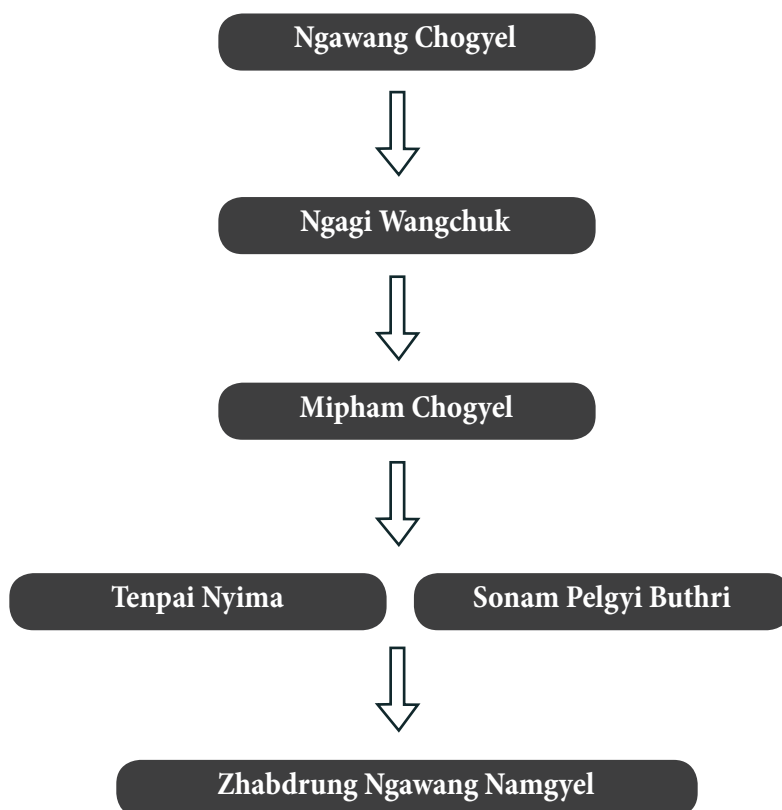 Ngawang Chogyel
Ngagi Wangchuk
Mipham Chogyel
Tenpai Nyima
Sonam Pelgyi Buthri
Zhabdrung Ngawang Namgyel